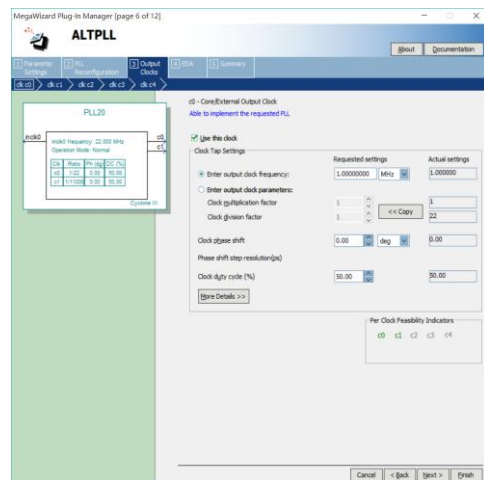 MegaWizard Plug-In Manager [page 6 of 12]
ALTPLL
About
Documentation
1 Parameter Settings
2 PLL Reconfiguration
3 Output Clocks
4 EDA
5 Summary
clk c0
clk c1
clk c2
clk c3
clk c4
PLL20
inclk0
c0
c1
inclk0 frequency: 22.000 MHz
Operation Mode: Normal
Clk Ratio Ph (dg) DC (%)
c0 1/22 0.00 50.00
c1 1/11000 0.00 50.00
Cyclone III
c0 - Core/External Output Clock
Able to implement the requested PLL
Use this clock
Clock Tap Settings
Requested settings
Actual settings
Enter output clock frequency:
1.00000000
MHz
1.000000
Enter output clock parameters:
Clock multiplication factor
1
<< Copy
1
Clock division factor
1
22
Clock phase shift
0.00
deg
0.00
Phase shift step resolution(ps)
Clock duty cycle (%)
50.00
50.00
More Details >>
Per Clock Feasibility Indicators
c0 c1 c2 c3 c4
Cancel
< Back
Next >
Finish